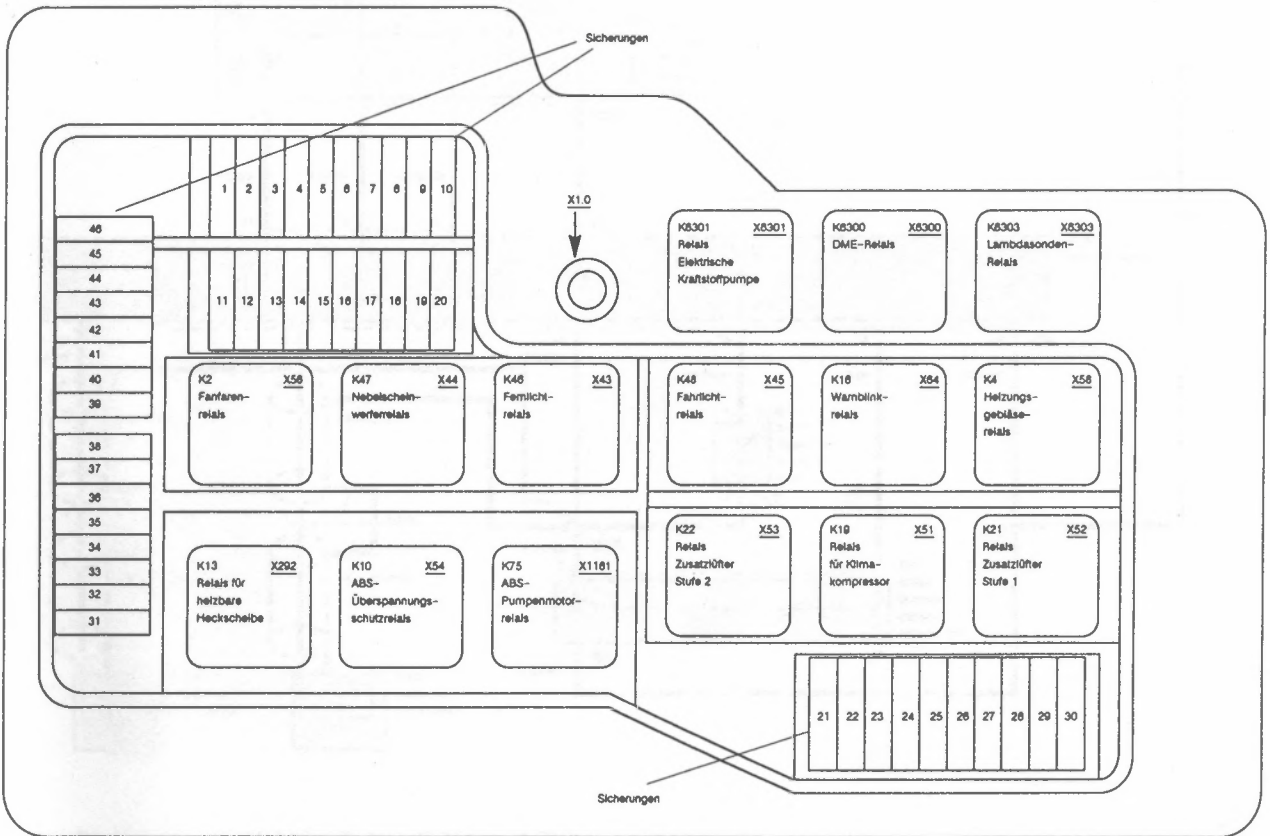 Sicherungen
1 2 3 4 5 6 7 8 9 10
46
45
44
43
42
41
40
39
38
37
36
35
34
33
32
31
11 12 13 14 15 16 17 18 19 20
X1.0
K6301 X6301
Relais
Elektrische
Kraftstoffpumpe
K6300 X6300
DME-Relais
K6303 X6303
Lambdasonden-
Relais
K2 X56
Fanfaren-
relais
K47 X44
Nebelschein-
werferrelais
K46 X43
Fernlicht-
relais
K48 X45
Fahrlicht-
relais
K16 X64
Warnblink-
relais
K4 X58
Heizungs-
gebläse-
relais
K13 X292
Relais für
heizbare
Heckscheibe
K10 X54
ABS-
Überspannungs-
schutzrelais
K75 X1181
ABS-
Pumpenmotor-
relais
K22 X53
Relais
Zusatzlüfter
Stufe 2
K19 X51
Relais
für Klima-
kompressor
K21 X52
Relais
Zusatzlüfter
Stufe 1
21 22 23 24 25 26 27 28 29 30
Sicherungen